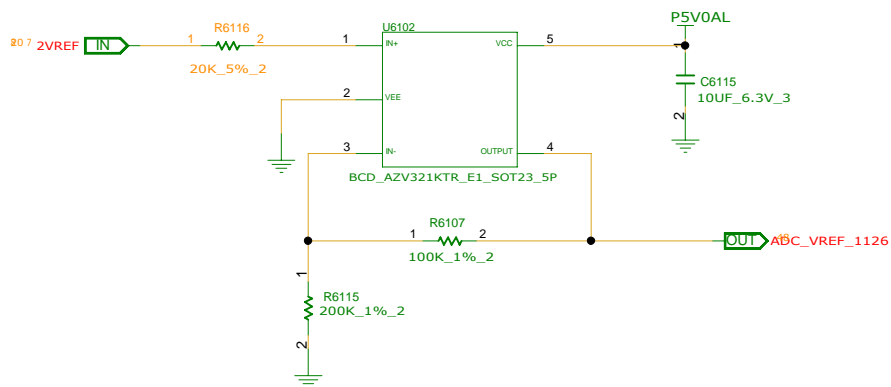 P5V0AL
R6116
U6102
2VREF IN 1 2 1 IN+ VCC 5 1
20K_5%_2
C6115
10UF_6.3V_3
2 VEE
2
3 IN- OUTPUT 4
BCD_AZV321KTR_E1_SOT23_5P
R6107
1 2 OUT ADC_VREF_1126
100K_1%_2
1
R6115
200K_1%_2
2